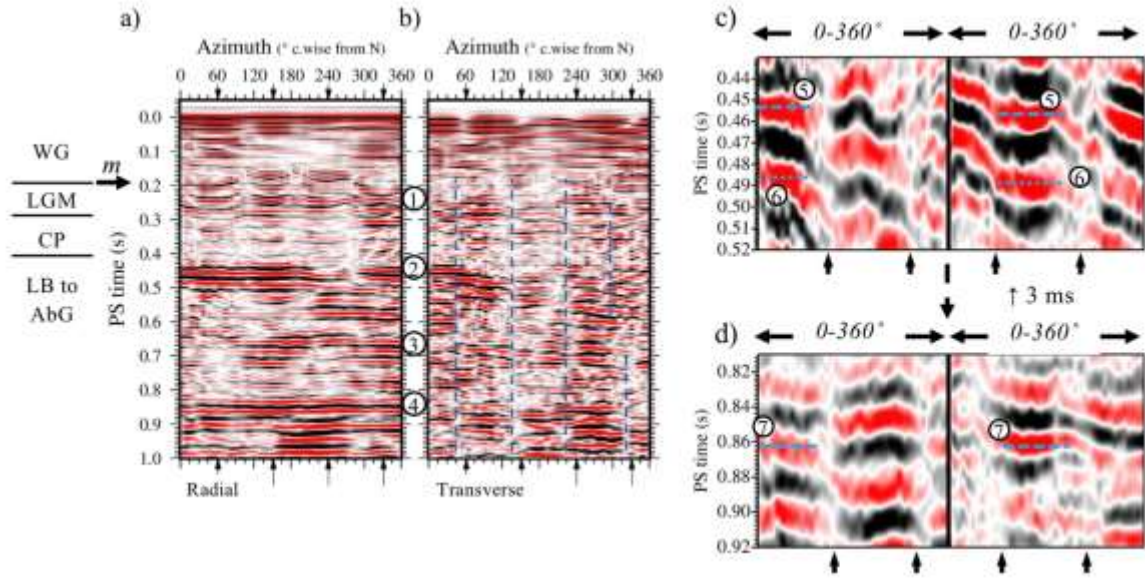 a)
b)
Azimuth (° c.wise from N)
Azimuth (° c.wise from N)
0 60 120 180 240 300 360
0 60 120 180 240 300 360
WG
m
LGM
CP
LB to
AbG
PS time (s)
0.0
0.1
0.2
0.3
0.4
0.5
0.6
0.7
0.8
0.9
1.0
1
2
3
4
Radial
Transverse
c)
0-360°
0-360°
PS time (s)
0.44
0.45
0.46
0.47
0.49
0.50
0.51
0.52
5
5
6
6
↑ 3 ms
d)
0-360°
0-360°
PS time (s)
0.82
0.84
0.86
0.88
0.90
0.92
7
7